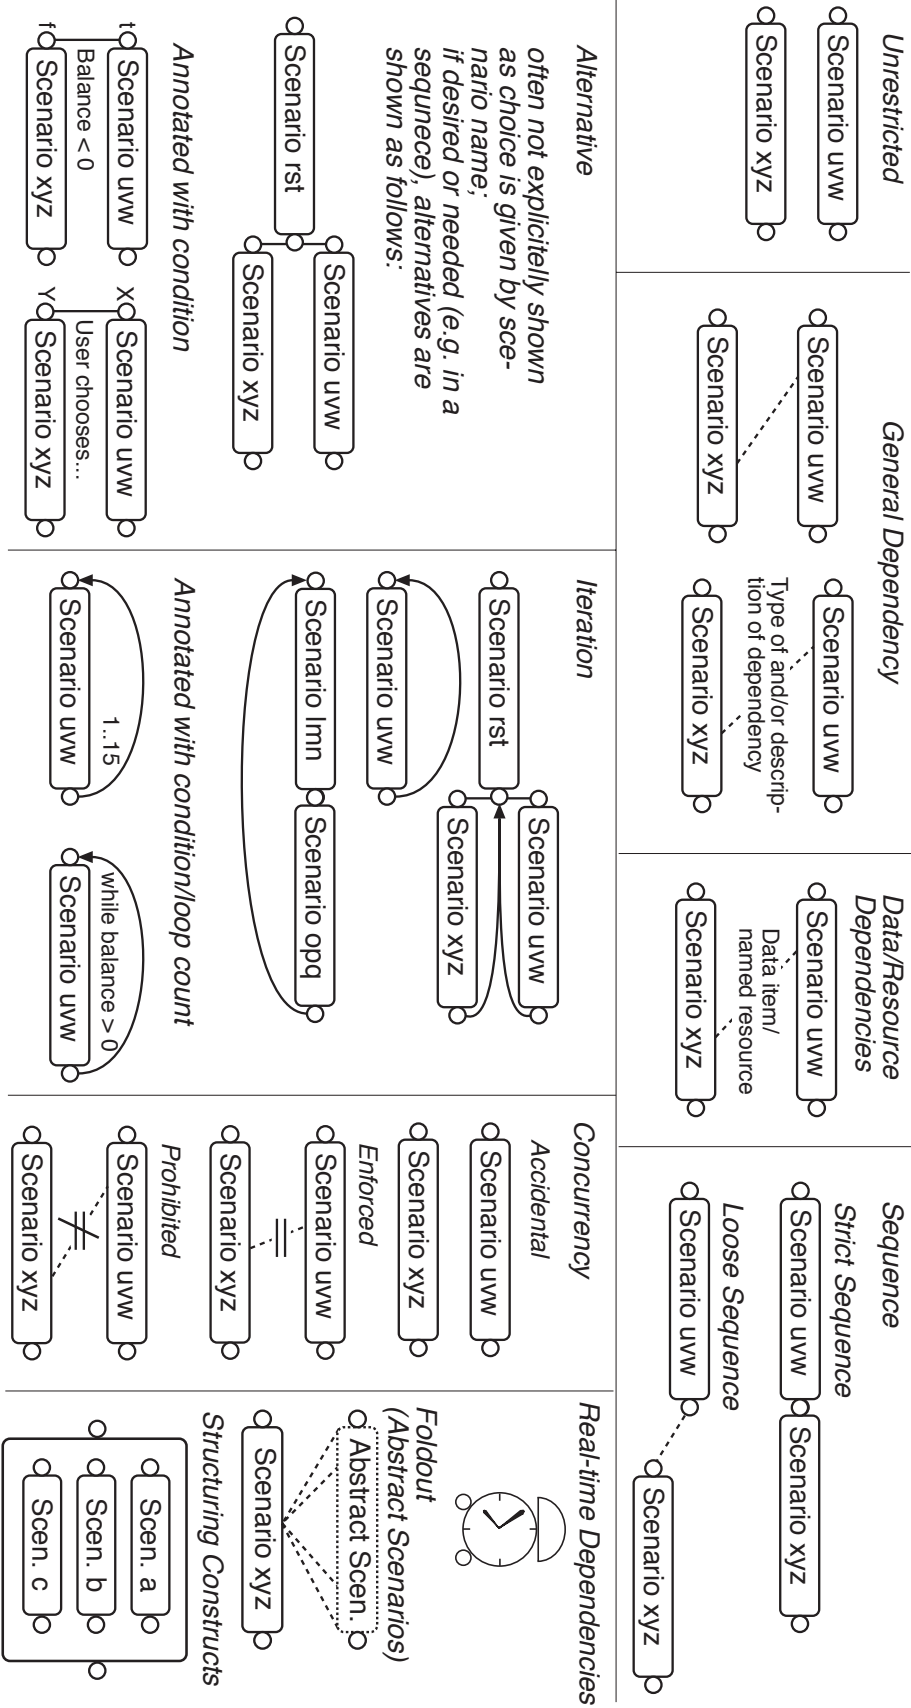 Unrestricted
Scenario uvw
Scenario xyz
General Dependency
Scenario uvw
Scenario xyz
Scenario uvw
Type of and/or descrip-
tion of dependency
Scenario xyz
Data/Resource
Dependencies
Scenario uvw
Data item/
named resource
Scenario xyz
Sequence
Strict Sequence
Scenario uvw
Scenario xyz
Loose Sequence
Scenario uvw
Scenario xyz
Alternative
often not explicitelly shown
as choice is given by sce-
nario name;
if desired or needed (e.g. in a
sequnece), alternatives are
shown as follows:
Scenario rst
Scenario uvw
Scenario xyz
Annotated with condition
t
Scenario uvw
Balance < 0
f
Scenario xyz
X
Scenario uvw
User chooses...
Y
Scenario xyz
Iteration
Scenario rst
Scenario uvw
Scenario xyz
Scenario uvw
Scenario lmn
Scenario opq
Annotated with condition/loop count
1..15
Scenario uvw
while balance > 0
Scenario uvw
Concurrency
Accidental
Scenario uvw
Scenario xyz
Enforced
Scenario uvw
Scenario xyz
Prohibited
Scenario uvw
Scenario xyz
Real-time Dependencies
Foldout
(Abstract Scenarios)
Abstract Scen.
Scenario xyz
Structuring Constructs
Scen. a
Scen. b
Scen. c